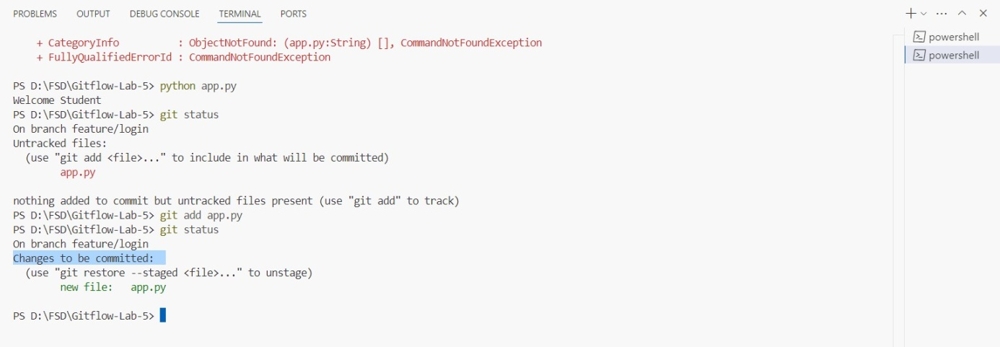 PROBLEMS OUTPUT DEBUG CONSOLE TERMINAL PORTS
+ CategoryInfo          : ObjectNotFound: (app.py:String) [], CommandNotFoundException
+ FullyQualifiedErrorId : CommandNotFoundException
PS D:\FSD\Gitflow-Lab-5> python app.py
Welcome Student
PS D:\FSD\Gitflow-Lab-5> git status
On branch feature/login
Untracked files:
(use "git add <file>..." to include in what will be committed)
app.py
nothing added to commit but untracked files present (use "git add" to track)
PS D:\FSD\Gitflow-Lab-5> git add app.py
PS D:\FSD\Gitflow-Lab-5> git status
On branch feature/login
Changes to be committed:
(use "git restore --staged <file>..." to unstage)
new file:   app.py
PS D:\FSD\Gitflow-Lab-5>
powershell
powershell